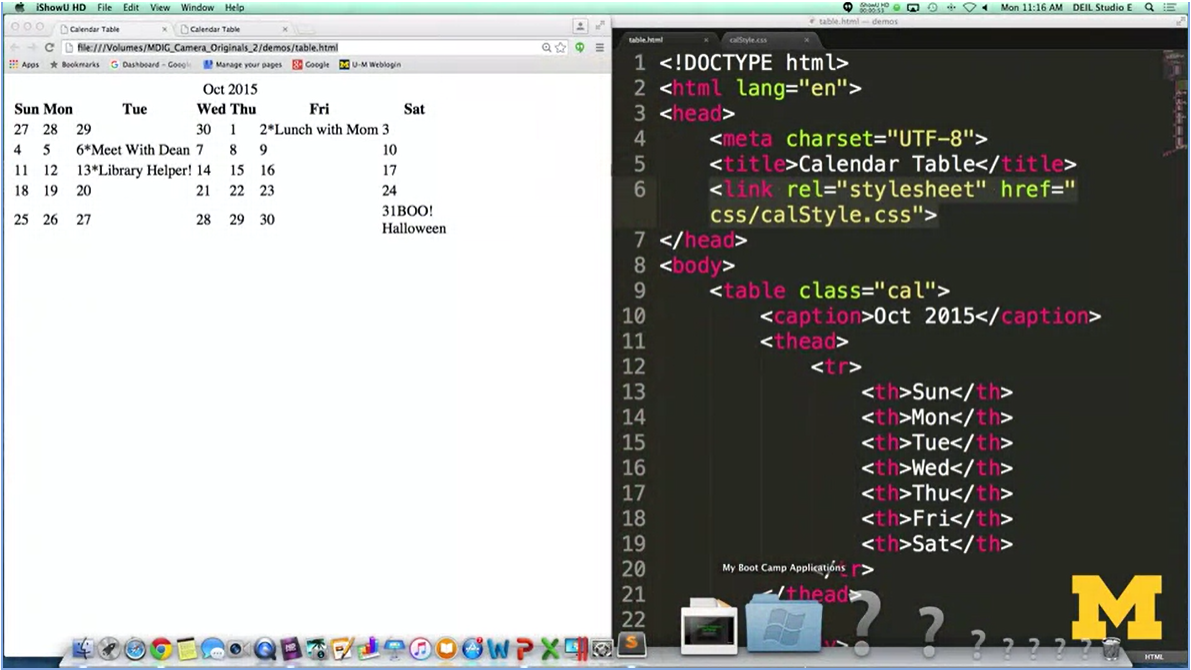 iShowU HD File Edit View Window Help
Mon 11:16 AM DEIL Studio E
Calendar Table
Calendar Table
file:///Volumes/MDIG_Camera_Originals_2/demos/table.html
Apps Bookmarks Dashboard - Googl Manage your pages Google U-M Weblogin
Oct 2015
Sun Mon Tue Wed Thu Fri Sat
27 28 29 30 1 2*Lunch with Mom 3
4 5 6*Meet With Dean 7 8 9 10
11 12 13*Library Helper! 14 15 16 17
18 19 20 21 22 23 24
25 26 27 28 29 30 31BOO!
Halloween
table.html — demos
table.html
calStyle.css
1 <!DOCTYPE html>
2 <html lang="en">
3 <head>
4 <meta charset="UTF-8">
5 <title>Calendar Table</title>
6 <link rel="stylesheet" href="
css/calStyle.css">
7 </head>
8 <body>
9 <table class="cal">
10 <caption>Oct 2015</caption>
11 <thead>
12 <tr>
13 <th>Sun</th>
14 <th>Mon</th>
15 <th>Tue</th>
16 <th>Wed</th>
17 <th>Thu</th>
18 <th>Fri</th>
19 <th>Sat</th>
20 </tr>
My Boot Camp Applications
21 </thead>
22
M
HTML